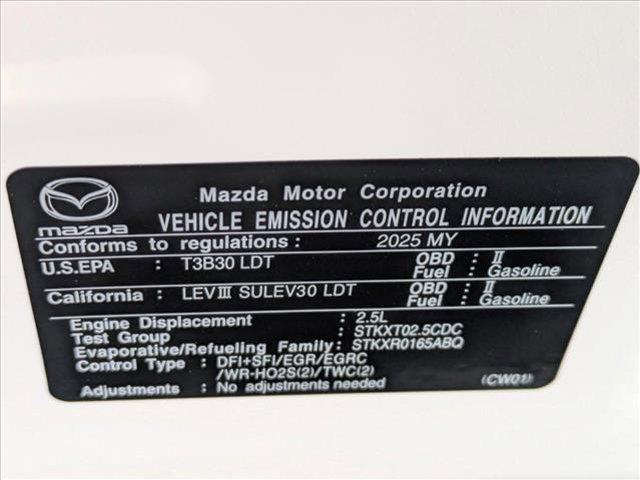 Mazda Motor Corporation
mazda VEHICLE EMISSION CONTROL INFORMATION
Conforms to regulations : 2025 MY
U.S.EPA : T3B30 LDT OBD : II
Fuel : Gasoline
California : LEVIII SULEV30 LDT OBD : II
Fuel : Gasoline
Engine Displacement : 2.5L
Test Group : STKXT02.5CDC
Evaporative/Refueling Family: STKXR0165ABQ
Control Type : DFI+SFI/EGR/EGRC
/WR-HO2S(2)/TWC(2)
Adjustments : No adjustments needed (CW01)